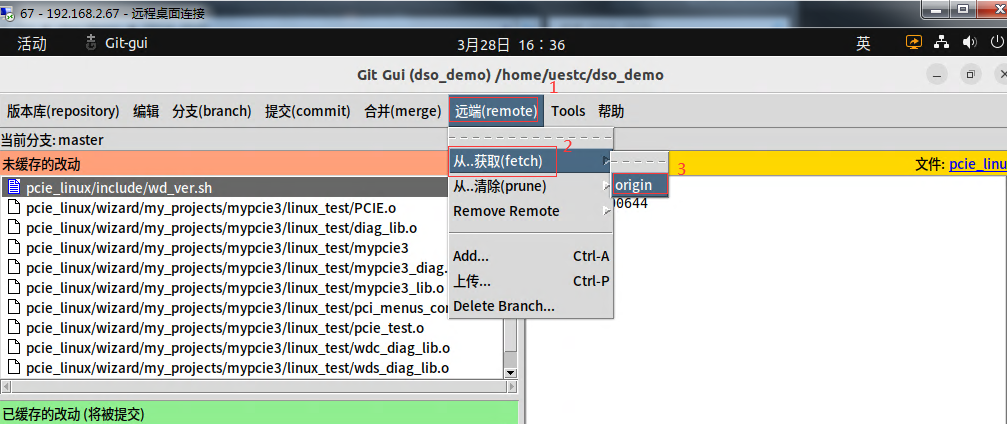 67 - 192.168.2.67 - 远程桌面连接
活动 Git-gui 3月28日 16:36 英
Git Gui (dso_demo) /home/uestc/dso_demo
1
版本库(repository) 编辑 分支(branch) 提交(commit) 合并(merge) 远端(remote) Tools 帮助
当前分支: master
未缓存的改动
文件: pcie_linu
2
从..获取(fetch)
3
origin
从..清除(prune)
Remove Remote
0644
Add... Ctrl-A
上传... Ctrl-P
Delete Branch...
pcie_linux/include/wd_ver.sh
pcie_linux/wizard/my_projects/mypcie3/linux_test/PCIE.o
pcie_linux/wizard/my_projects/mypcie3/linux_test/diag_lib.o
pcie_linux/wizard/my_projects/mypcie3/linux_test/mypcie3
pcie_linux/wizard/my_projects/mypcie3/linux_test/mypcie3_diag.
pcie_linux/wizard/my_projects/mypcie3/linux_test/mypcie3_lib.o
pcie_linux/wizard/my_projects/mypcie3/linux_test/pci_menus_co
pcie_linux/wizard/my_projects/mypcie3/linux_test/pcie_test.o
pcie_linux/wizard/my_projects/mypcie3/linux_test/wdc_diag_lib.o
pcie_linux/wizard/my_projects/mypcie3/linux_test/wds_diag_lib.o
已缓存的改动 (将被提交)